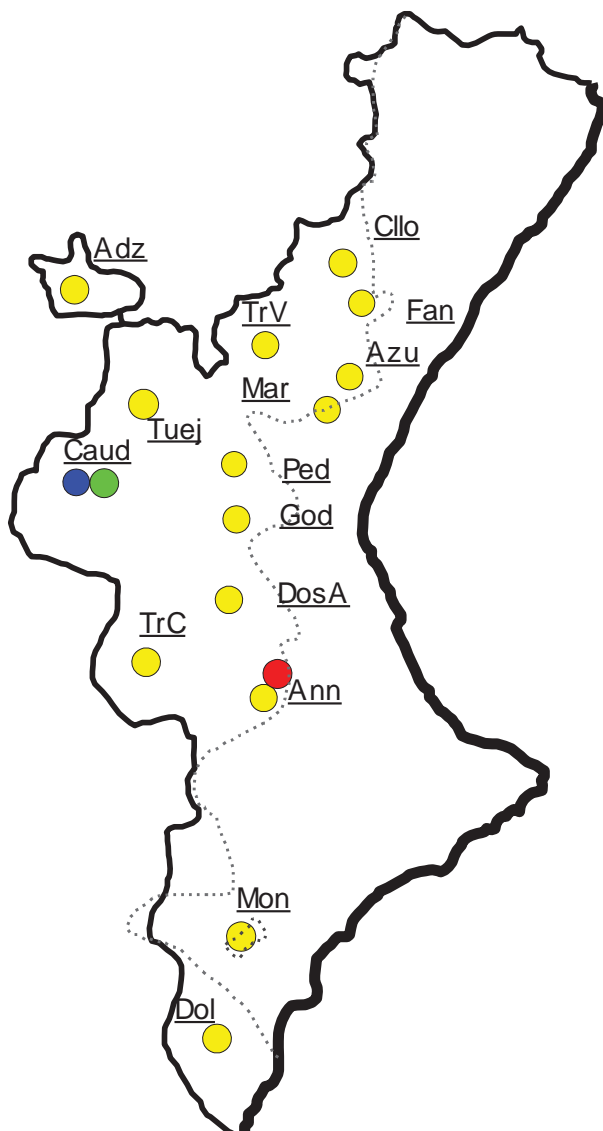 Cllo
Adz
Fan
TrV
Azu
Mar
Tuej
Caud
Ped
God
DosA
TrC
Ann
Mon
Dol